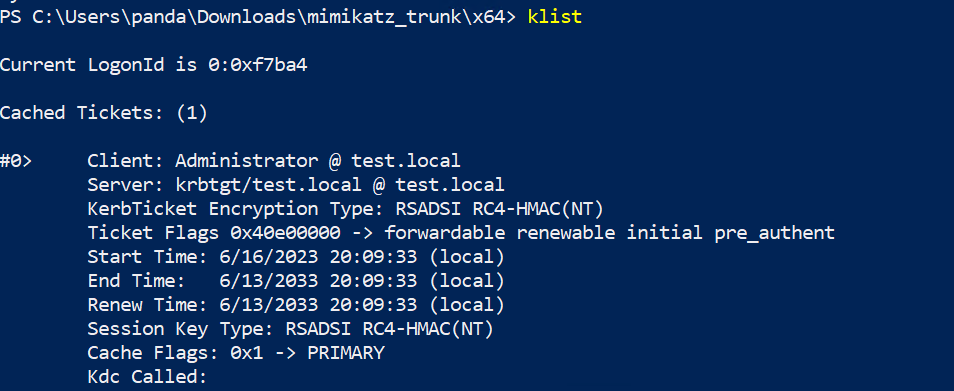 PS C:\Users\panda\Downloads\mimikatz_trunk\x64> klist
Current LogonId is 0:0xf7ba4
Cached Tickets: (1)
#0> Client: Administrator @ test.local
Server: krbtgt/test.local @ test.local
KerbTicket Encryption Type: RSADSI RC4-HMAC(NT)
Ticket Flags 0x40e00000 -> forwardable renewable initial pre_authent
Start Time: 6/16/2023 20:09:33 (local)
End Time: 6/13/2033 20:09:33 (local)
Renew Time: 6/13/2033 20:09:33 (local)
Session Key Type: RSADSI RC4-HMAC(NT)
Cache Flags: 0x1 -> PRIMARY
Kdc Called: